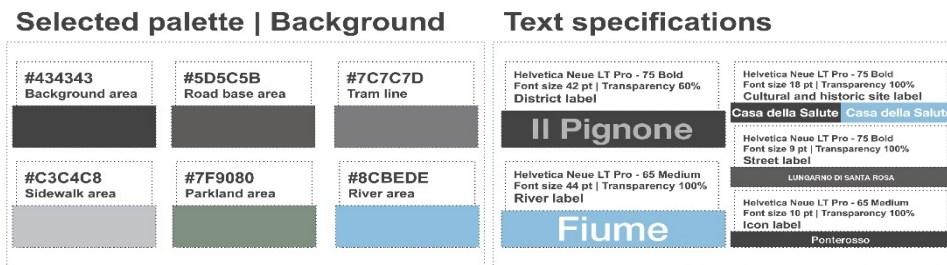 Selected palette | Background
#434343
Background area
#5D5C5B
Road base area
#7C7C7D
Tram line
#C3C4C8
Sidewalk area
#7F9080
Parkland area
#8CBEDE
River area
Text specifications
Helvetica Neue LT Pro - 75 Bold
Font size 42 pt | Transparency 60%
District label
Il Pignone
Helvetica Neue LT Pro - 65 Medium
Font size 44 pt | Transparency 100%
River label
Fiume
Helvetica Neue LT Pro - 75 Bold
Font size 18 pt | Transparency 100%
Cultural and historic site label
Casa della Salute Casa della Salute
Helvetica Neue LT Pro - 75 Bold
Font size 9 pt | Transparency 100%
Street label
LUNGARNO DI SANTA ROSA
Helvetica Neue LT Pro - 65 Medium
Font size 10 pt | Transparency 100%
Icon label
Ponterosso